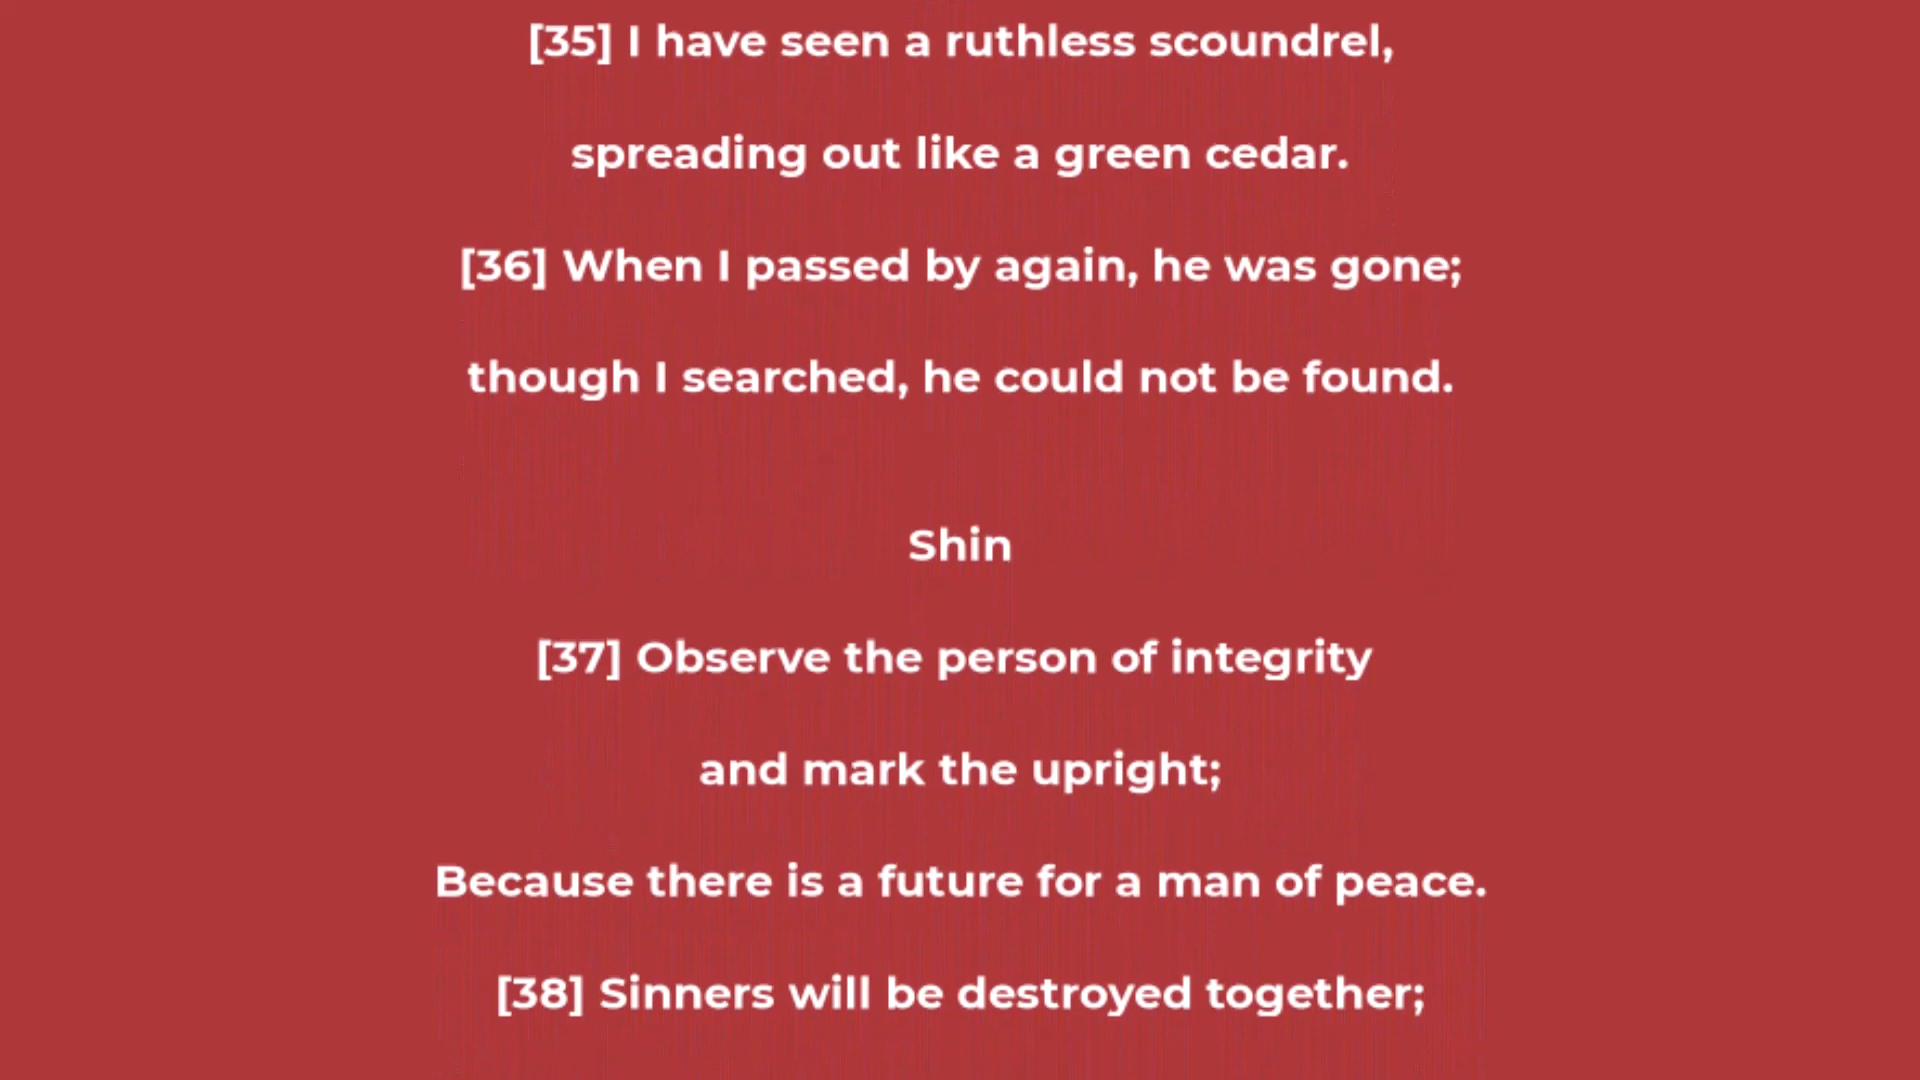 [35] I have seen a ruthless scoundrel,
spreading out like a green cedar.
[36] When I passed by again, he was gone;
though I searched, he could not be found.
Shin
[37] Observe the person of integrity
and mark the upright;
Because there is a future for a man of peace.
[38] Sinners will be destroyed together;